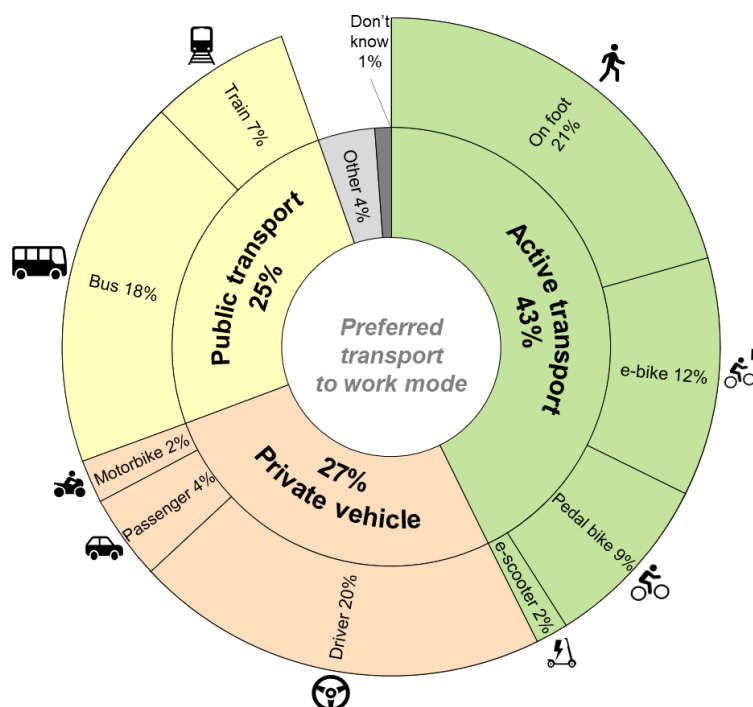 Don't
know
1%
On foot
21%
e-bike 12%
Pedal bike 9%
e-scooter 2%
Active transport
43%
Driver 20%
Passenger 4%
Motorbike 2%
27%
Private vehicle
Bus 18%
Train 7%
Public transport
25%
Other 4%
Preferred
transport
to work mode